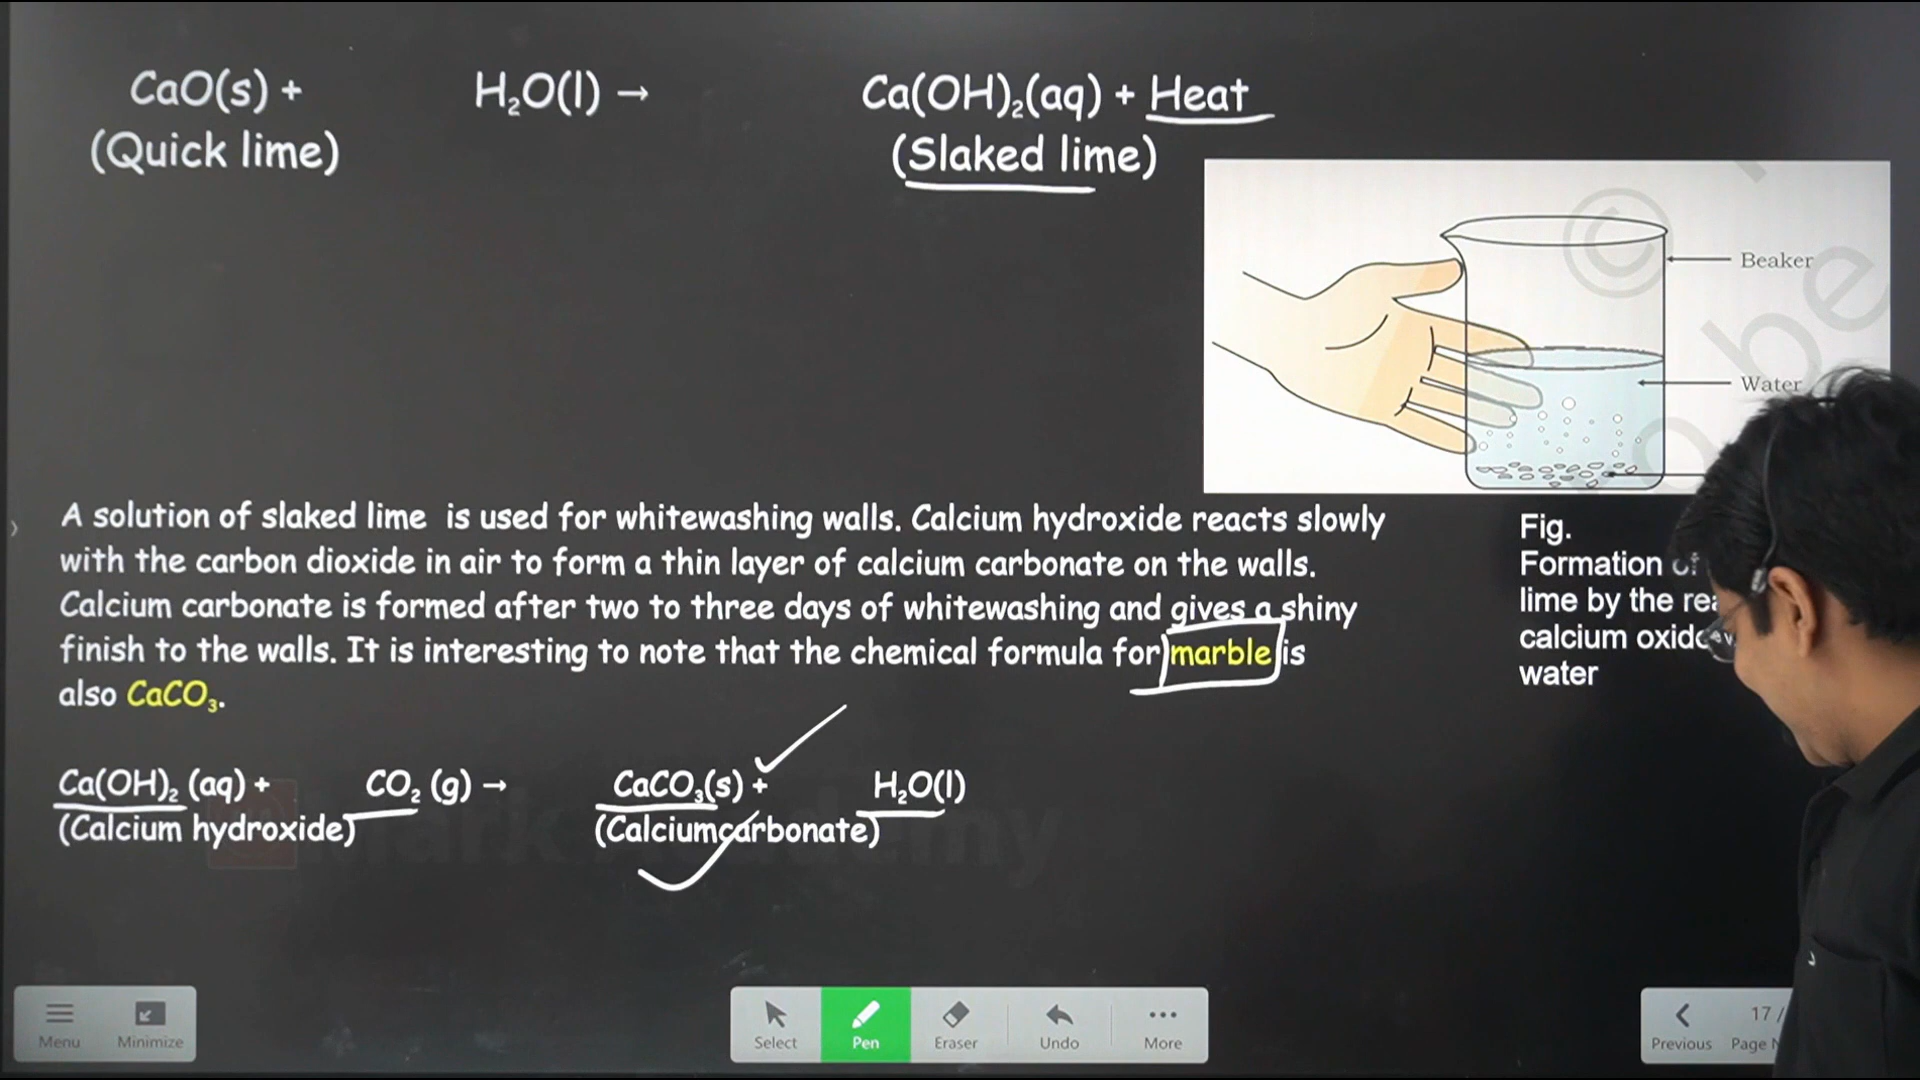 CaO(s) + H₂O(l) → Ca(OH)₂(aq) + Heat
(Quick lime) (Slaked lime)
Beaker
Water
A solution of slaked lime is used for whitewashing walls. Calcium hydroxide reacts slowly
with the carbon dioxide in air to form a thin layer of calcium carbonate on the walls.
Calcium carbonate is formed after two to three days of whitewashing and gives a shiny
finish to the walls. It is interesting to note that the chemical formula for marble is
also CaCO₃.
Fig.
Formation of
lime by the
calcium
water
Ca(OH)₂ (aq) + CO₂ (g) → CaCO₃(s) + H₂O(l)
(Calcium hydroxide) (Calciumcarbonate)
Menu
Minimize
Select
Pen
Eraser
Undo
More
Previous
17 /
Page